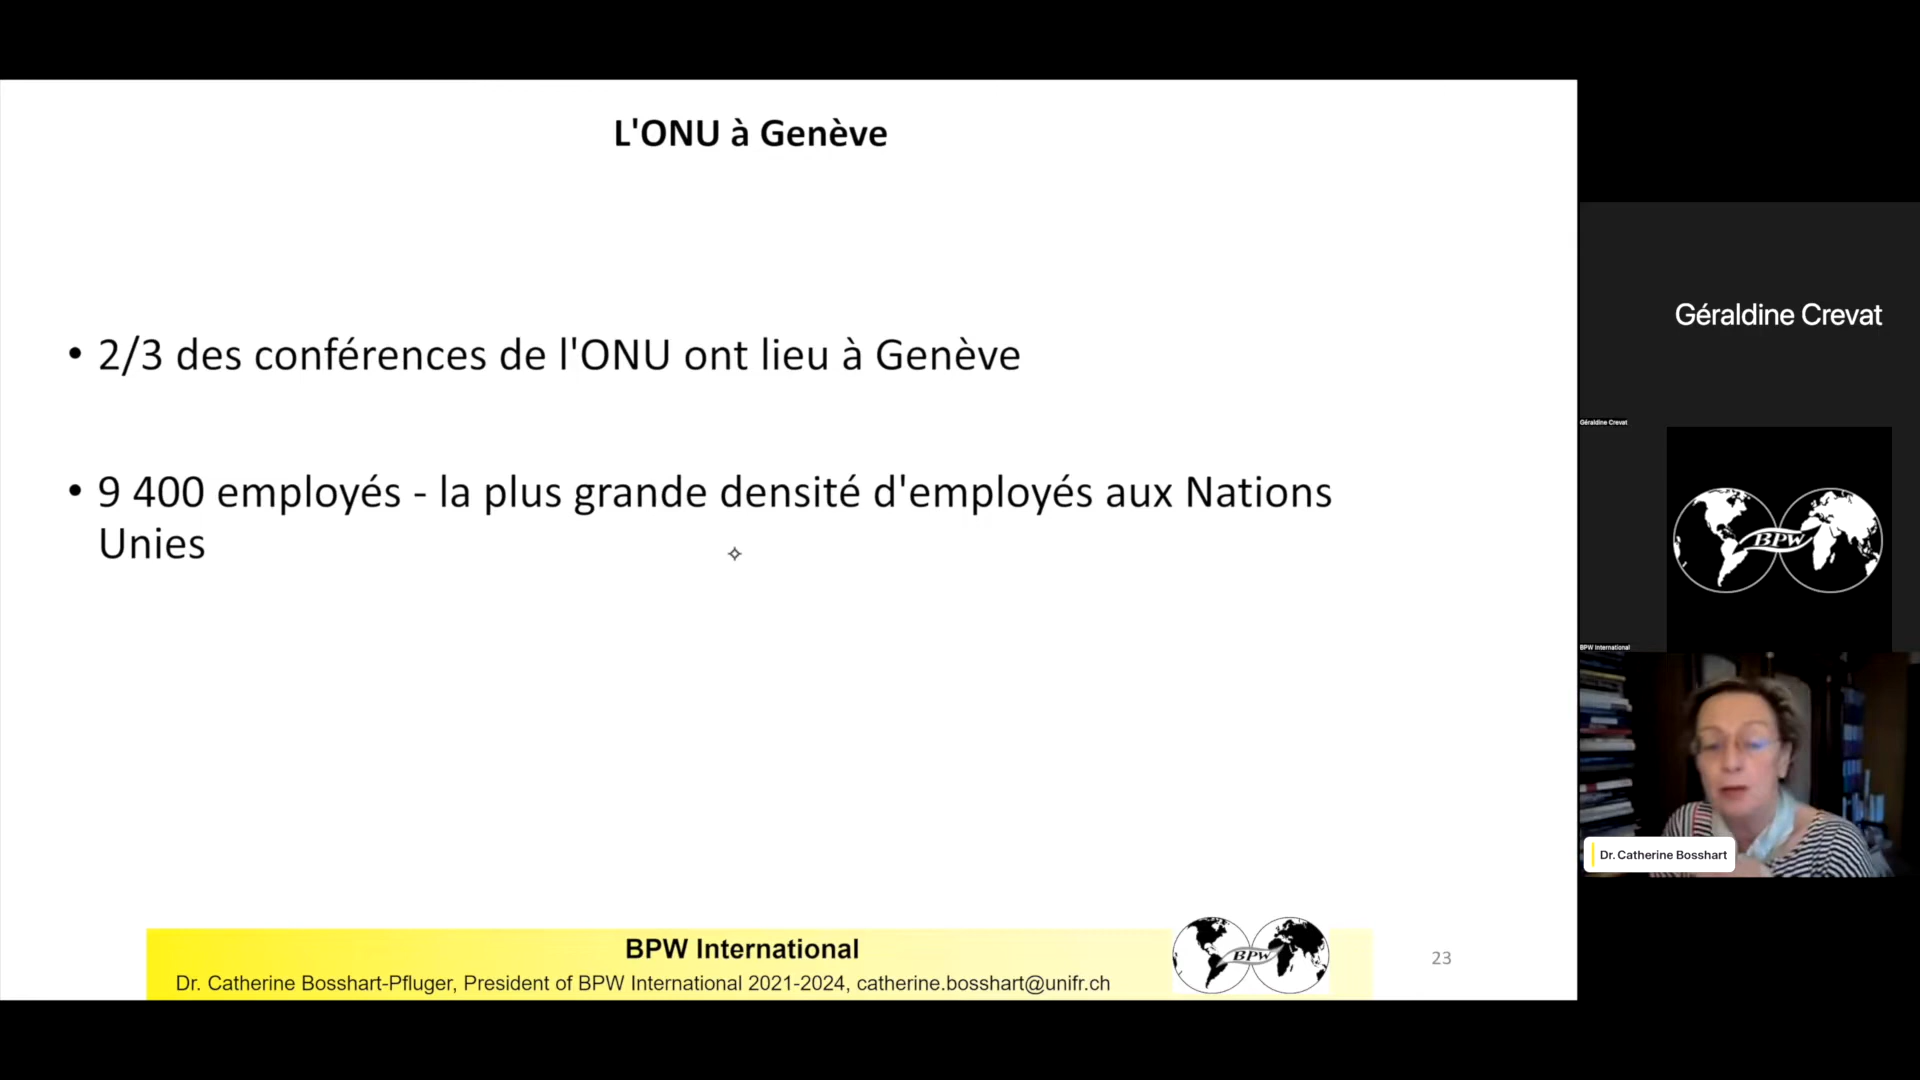 L'ONU à Genève
• 2/3 des conférences de l'ONU ont lieu à Genève
• 9 400 employés - la plus grande densité d'employés aux Nations
Unies
BPW International
Dr. Catherine Bosshart-Pfluger, President of BPW International 2021-2024, catherine.bosshart@unifr.ch
BPW
23
Géraldine Crevat
Géraldine Crevat
BPW
BPW International
Dr. Catherine Bosshart